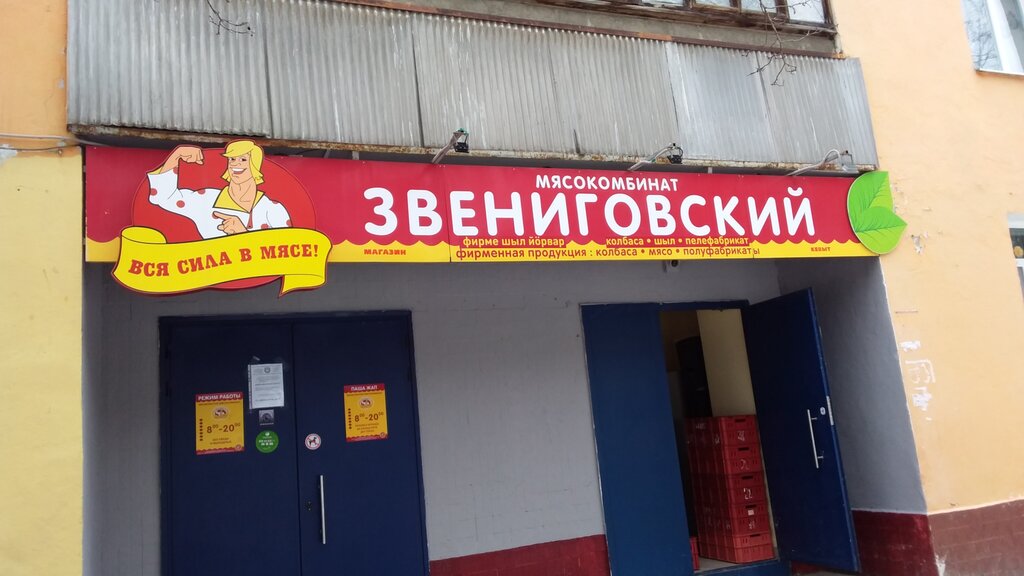 МЯСОКОМБИНАТ
ЗВЕНИГОВСКИЙ
ВСЯ СИЛА В МЯСЕ!
МАГАЗИН
фирме шыл йӧрвар колбаса • шыл • пелефабрикат
фирменная продукция : колбаса • мясо • полуфабрикаты
КЕВЫТ
РЕЖИМ РАБОТЫ
8⁰⁰-20⁰⁰
ПАША ЖАП
8⁰⁰-20⁰⁰